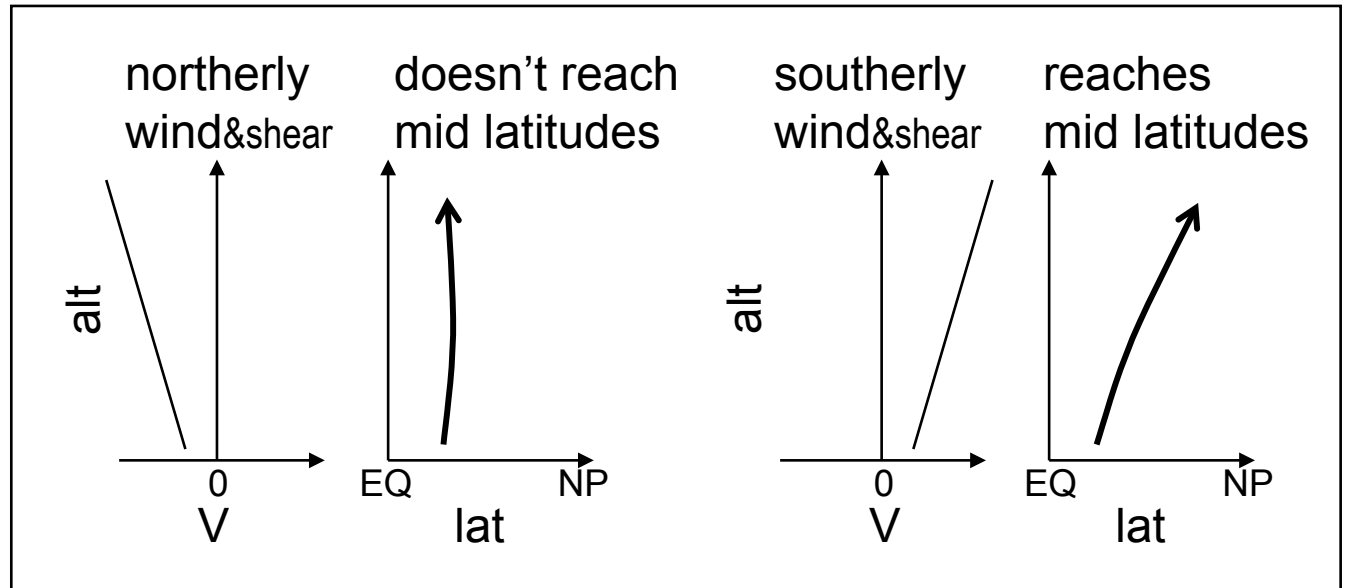 northerly
wind&shear
doesn't reach
mid latitudes
alt
0
V
EQ NP
lat
southerly
wind&shear
reaches
mid latitudes
alt
0
V
EQ NP
lat